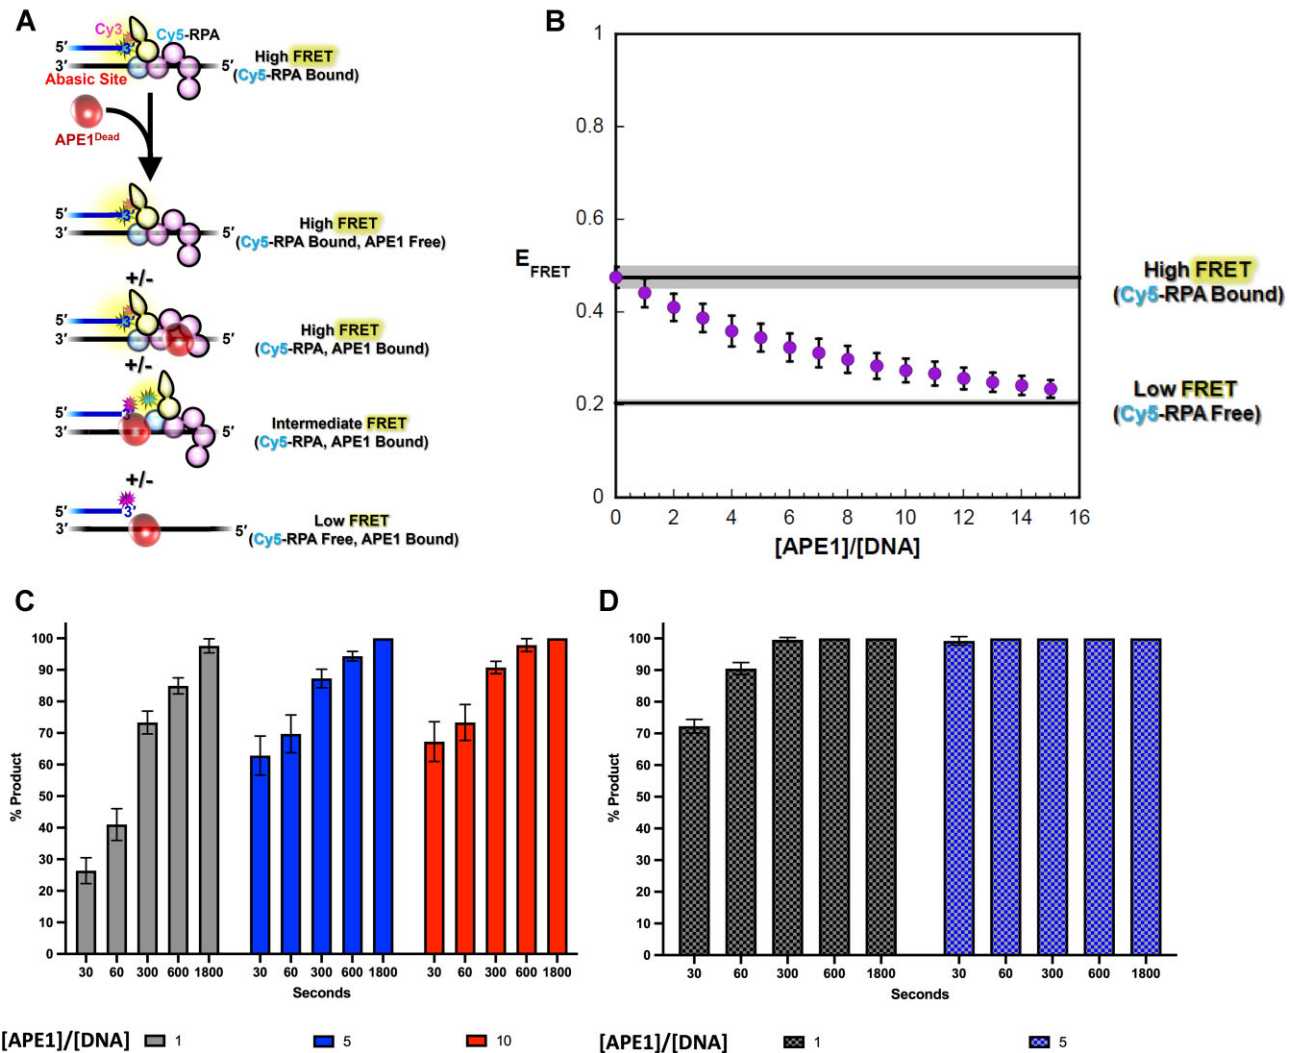 A
Cy3
Cy5-RPA
5′
3′
3′
5′
Abasic Site
High FRET
(Cy5-RPA Bound)
APE1Dead
5′
3′
3′
5′
High FRET
(Cy5-RPA Bound, APE1 Free)
+/-
5′
3′
3′
5′
High FRET
(Cy5-RPA, APE1 Bound)
+/-
5′
3′
3′
5′
Intermediate FRET
(Cy5-RPA, APE1 Bound)
+/-
5′
3′
3′
5′
Low FRET
(Cy5-RPA Free, APE1 Bound)
B
1
0.8
0.6
EFRET
0.4
0.2
0
0 2 4 6 8 10 12 14 16
[APE1]/[DNA]
High FRET
(Cy5-RPA Bound)
Low FRET
(Cy5-RPA Free)
C
% Product
100
90
80
70
60
50
40
30
20
10
0
30 60 300 600 1800 30 60 300 600 1800 30 60 300 600 1800
Seconds
[APE1]/[DNA] 1 5 10
D
% Product
100
90
80
70
60
50
40
30
20
10
0
30 60 300 600 1800 30 60 300 600 1800
Seconds
[APE1]/[DNA] 1 5